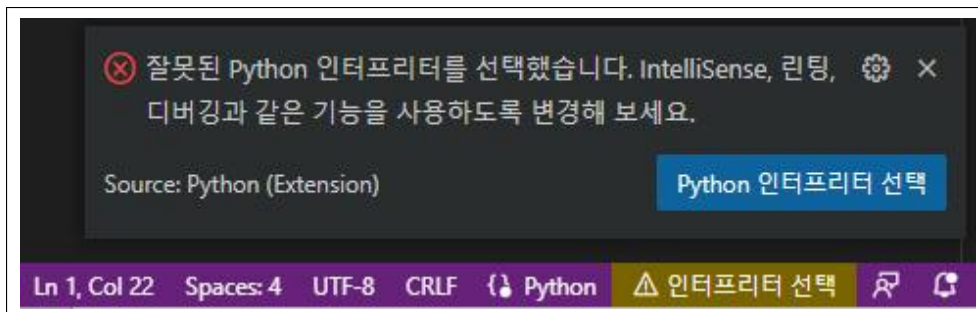 잘못된 Python 인터프리터를 선택했습니다. IntelliSense, 린팅,
디버깅과 같은 기능을 사용하도록 변경해 보세요.
Source: Python (Extension)
Python 인터프리터 선택
Ln 1, Col 22 Spaces: 4 UTF-8 CRLF Python 인터프리터 선택